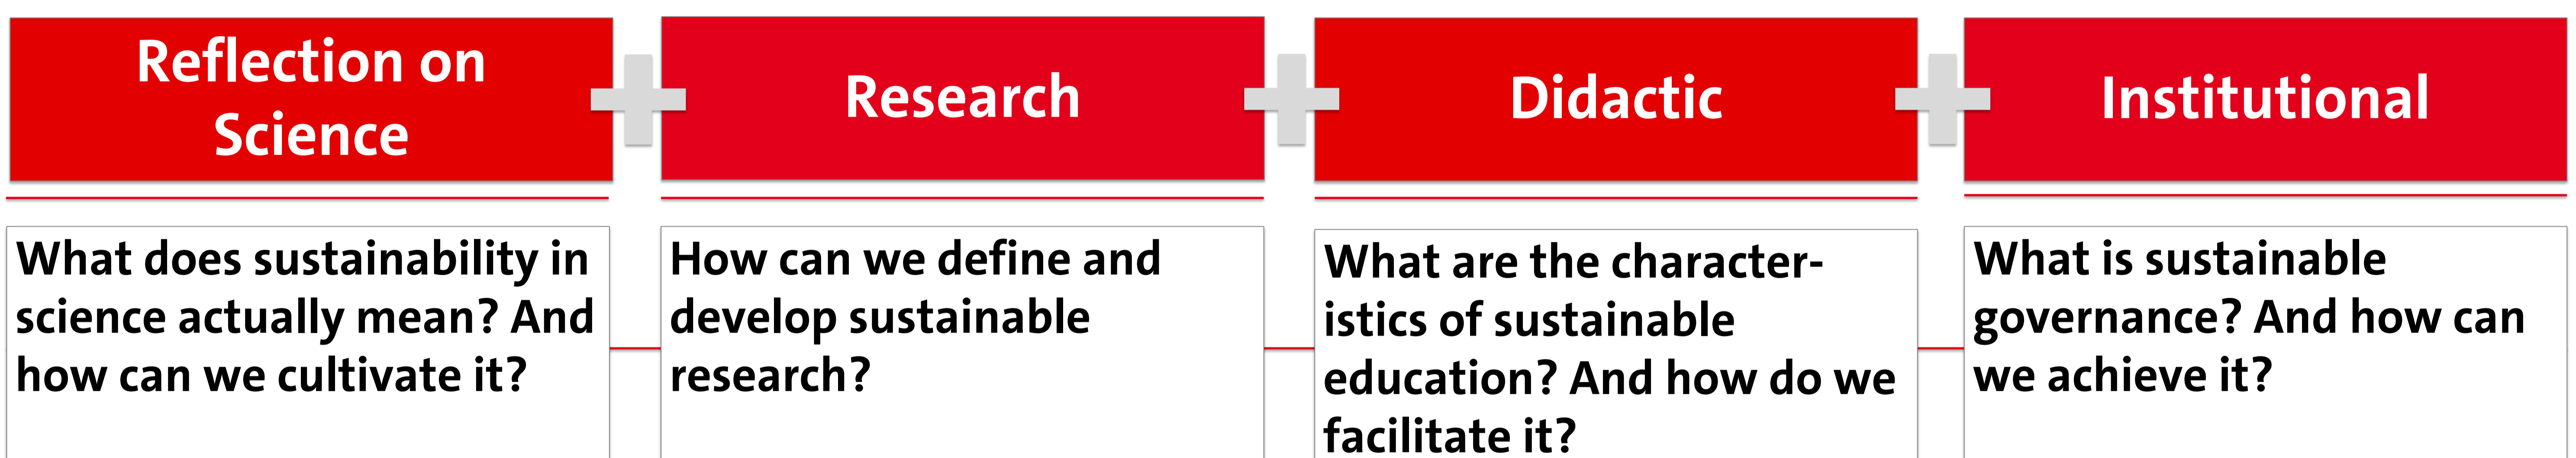 Reflection on
Science
Research
Didactic
Institutional
What does sustainability in
science actually mean? And
how can we cultivate it?
How can we define and
develop sustainable
research?
What are the character-
istics of sustainable
education? And how do we
facilitate it?
What is sustainable
governance? And how can
we achieve it?